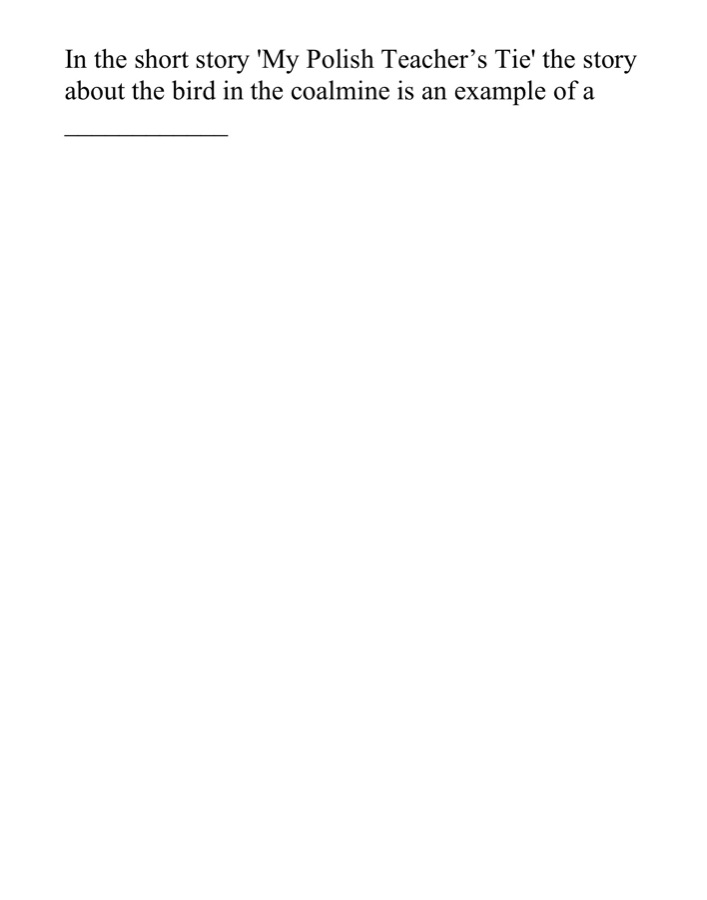 In the short story 'My Polish Teacher’s Tie' the story
about the bird in the coalmine is an example of a
____________